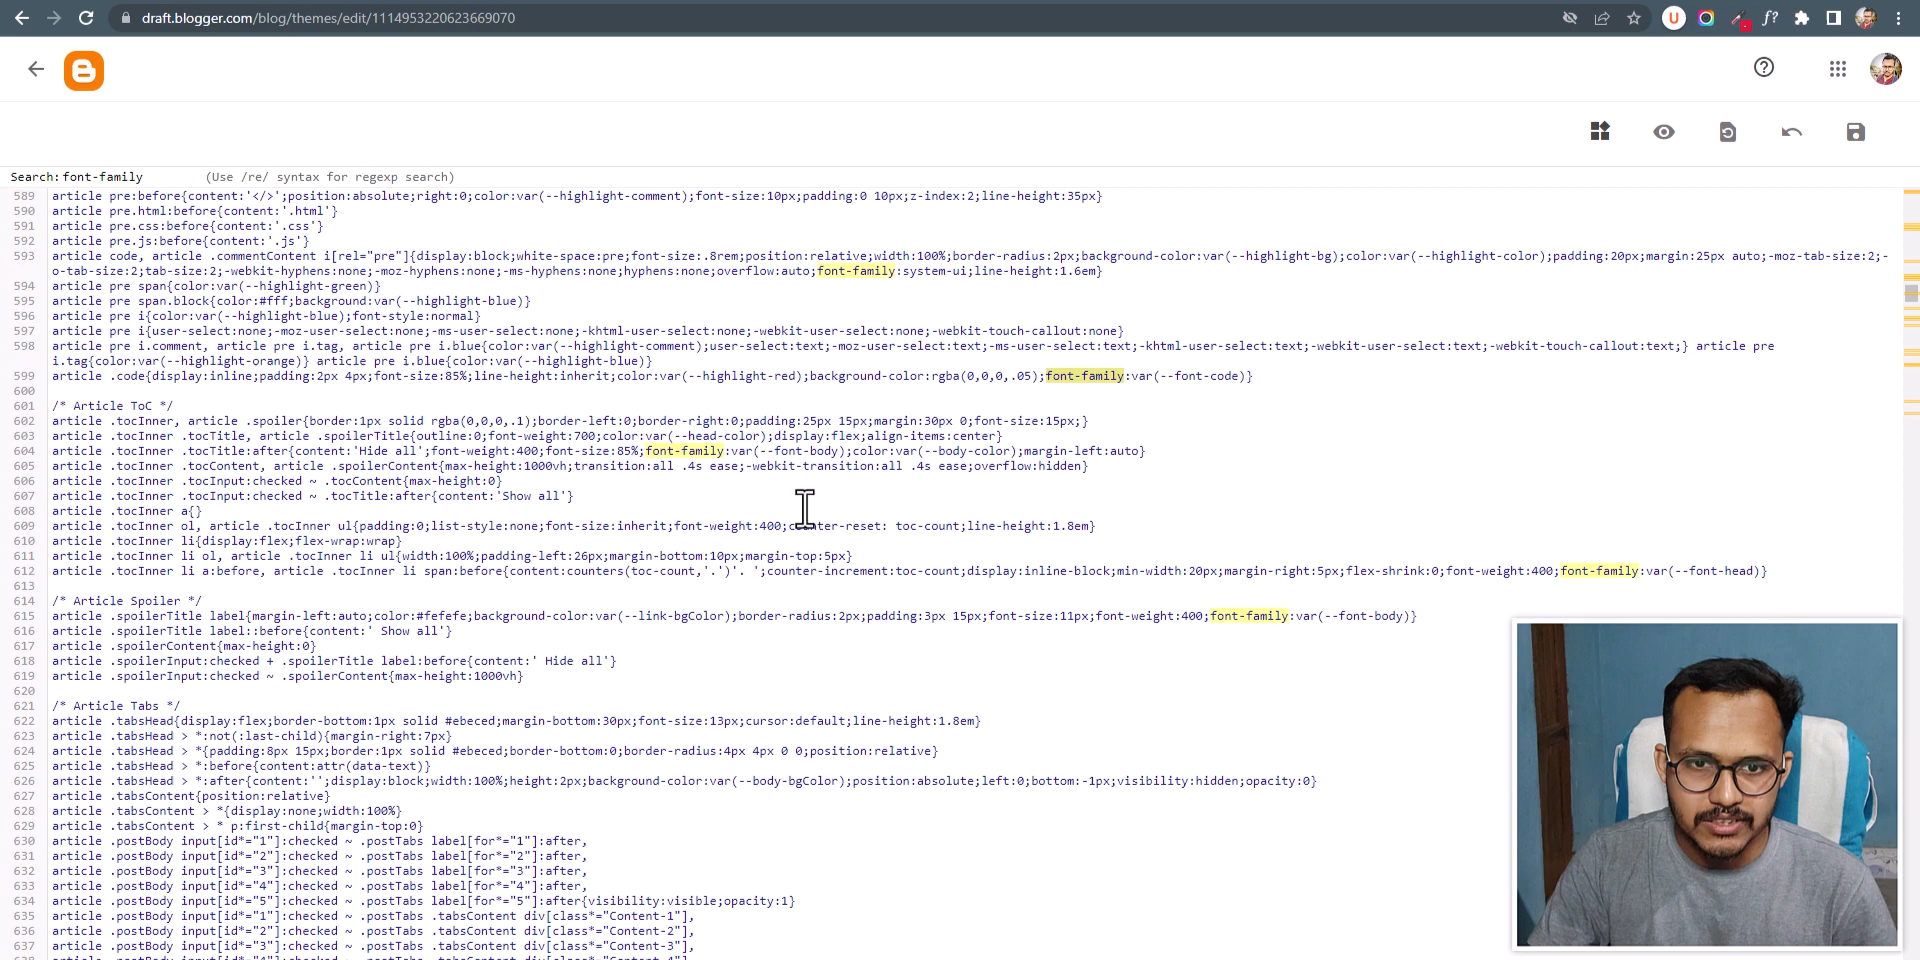 draft.blogger.com/blog/themes/edit/1114953220623669070
Search: font-family (Use /re/ syntax for regexp search)
589 article pre:before{content:'</>';position:absolute;right:0;color:var(--highlight-comment);font-size:10px;padding:0 10px;z-index:2;line-height:35px}
590 article pre.html:before{content:'.html'}
591 article pre.css:before{content:'.css'}
592 article pre.js:before{content:'.js'}
593 article code, article .commentContent i[rel="pre"]{display:block;white-space:pre;font-size:.8rem;position:relative;width:100%;border-radius:2px;background-color:var(--highlight-bg);color:var(--highlight-color);padding:20px;margin:25px auto;-moz-tab-size:2;-
o-tab-size:2;tab-size:2;-webkit-hyphens:none;-moz-hyphens:none;-ms-hyphens:none;hyphens:none;overflow:auto;font-family:system-ui;line-height:1.6em}
594 article pre span{color:var(--highlight-green)}
595 article pre span.block{color:#fff;background:var(--highlight-blue)}
596 article pre i{color:var(--highlight-blue);font-style:normal}
597 article pre i{user-select:none;-moz-user-select:none;-ms-user-select:none;-khtml-user-select:none;-webkit-user-select:none;-webkit-touch-callout:none}
598 article pre i.comment, article pre i.tag, article pre i.blue{color:var(--highlight-comment);user-select:text;-moz-user-select:text;-ms-user-select:text;-khtml-user-select:text;-webkit-user-select:text;-webkit-touch-callout:text;} article pre
i.tag{color:var(--highlight-orange)} article pre i.blue{color:var(--highlight-blue)}
599 article .code{display:inline;padding:2px 4px;font-size:85%;line-height:inherit;color:var(--highlight-red);background-color:rgba(0,0,0,.05);font-family:var(--font-code)}
600
601 /* Article ToC */
602 article .tocInner, article .spoiler{border:1px solid rgba(0,0,0,.1);border-left:0;border-right:0;padding:25px 15px;margin:30px 0;font-size:15px;}
603 article .tocInner .tocTitle, article .spoilerTitle{outline:0;font-weight:700;color:var(--head-color);display:flex;align-items:center}
604 article .tocInner .tocTitle:after{content:'Hide all';font-weight:400;font-size:85%;font-family:var(--font-body);color:var(--body-color);margin-left:auto}
605 article .tocInner .tocContent, article .spoilerContent{max-height:1000vh;transition:all .4s ease;-webkit-transition:all .4s ease;overflow:hidden}
606 article .tocInner .tocInput:checked ~ .tocContent{max-height:0}
607 article .tocInner .tocInput:checked ~ .tocTitle:after{content:'Show all'}
608 article .tocInner a{}
609 article .tocInner ol, article .tocInner ul{padding:0;list-style:none;font-size:inherit;font-weight:400;counter-reset: toc-count;line-height:1.8em}
610 article .tocInner li{display:flex;flex-wrap:wrap}
611 article .tocInner li ol, article .tocInner li ul{width:100%;padding-left:26px;margin-bottom:10px;margin-top:5px}
612 article .tocInner li a:before, article .tocInner li span:before{content:counters(toc-count,'.')'. ';counter-increment:toc-count;display:inline-block;min-width:20px;margin-right:5px;flex-shrink:0;font-weight:400;font-family:var(--font-head)}
613
614 /* Article Spoiler */
615 article .spoilerTitle label{margin-left:auto;color:#fefefe;background-color:var(--link-bgColor);border-radius:2px;padding:3px 15px;font-size:11px;font-weight:400;font-family:var(--font-body)}
616 article .spoilerTitle label::before{content:' Show all'}
617 article .spoilerContent{max-height:0}
618 article .spoilerInput:checked + .spoilerTitle label:before{content:' Hide all'}
619 article .spoilerInput:checked ~ .spoilerContent{max-height:1000vh}
620
621 /* Article Tabs */
622 article .tabsHead{display:flex;border-bottom:1px solid #ebeced;margin-bottom:30px;font-size:13px;cursor:default;line-height:1.8em}
623 article .tabsHead > *:not(:last-child){margin-right:7px}
624 article .tabsHead > *{padding:8px 15px;border:1px solid #ebeced;border-bottom:0;border-radius:4px 4px 0 0;position:relative}
625 article .tabsHead > *:before{content:attr(data-text)}
626 article .tabsHead > *:after{content:'';display:block;width:100%;height:2px;background-color:var(--body-bgColor);position:absolute;left:0;bottom:-1px;visibility:hidden;opacity:0}
627 article .tabsContent{position:relative}
628 article .tabsContent > *{display:none;width:100%}
629 article .tabsContent > * p:first-child{margin-top:0}
630 article .postBody input[id*="1"]:checked ~ .postTabs label[for*="1"]:after,
631 article .postBody input[id*="2"]:checked ~ .postTabs label[for*="2"]:after,
632 article .postBody input[id*="3"]:checked ~ .postTabs label[for*="3"]:after,
633 article .postBody input[id*="4"]:checked ~ .postTabs label[for*="4"]:after,
634 article .postBody input[id*="5"]:checked ~ .postTabs label[for*="5"]:after{visibility:visible;opacity:1}
635 article .postBody input[id*="1"]:checked ~ .postTabs .tabsContent div[class*="Content-1"],
636 article .postBody input[id*="2"]:checked ~ .postTabs .tabsContent div[class*="Content-2"],
637 article .postBody input[id*="3"]:checked ~ .postTabs .tabsContent div[class*="Content-3"],